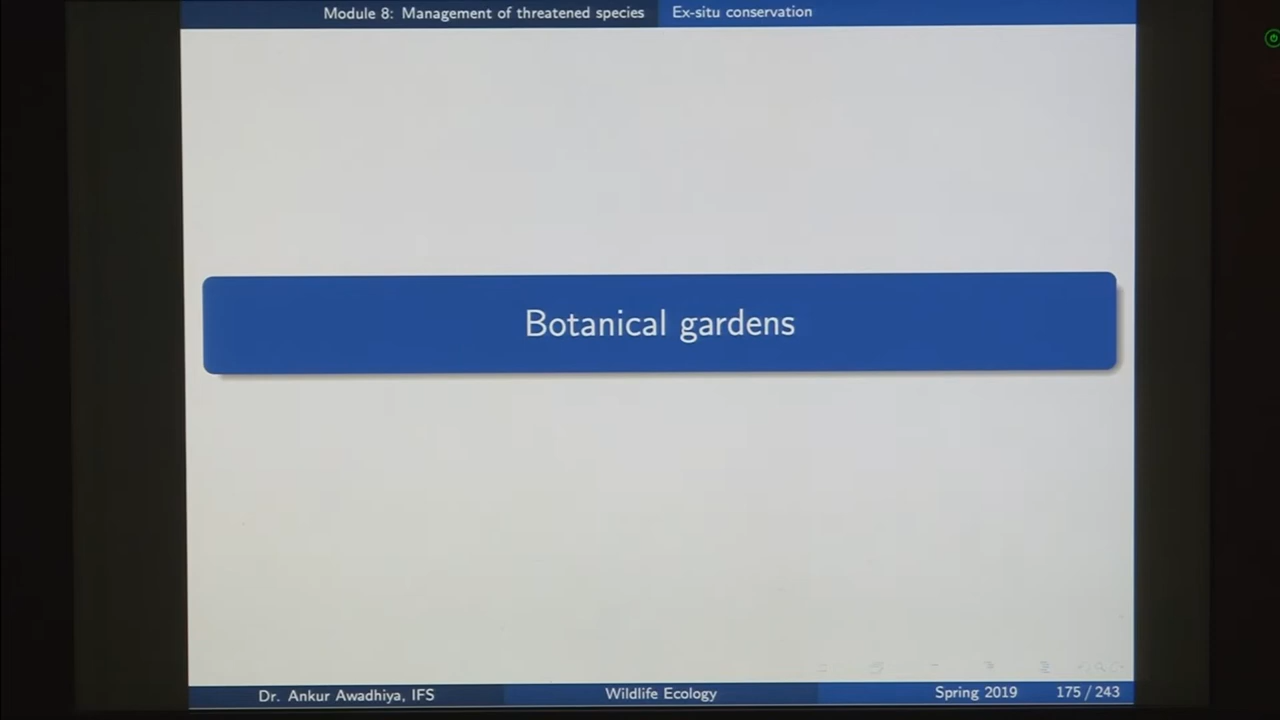 Module 8: Management of threatened species Ex-situ conservation
Botanical gardens
Dr. Ankur Awadhiya, IFS Wildlife Ecology Spring 2019 175 / 243